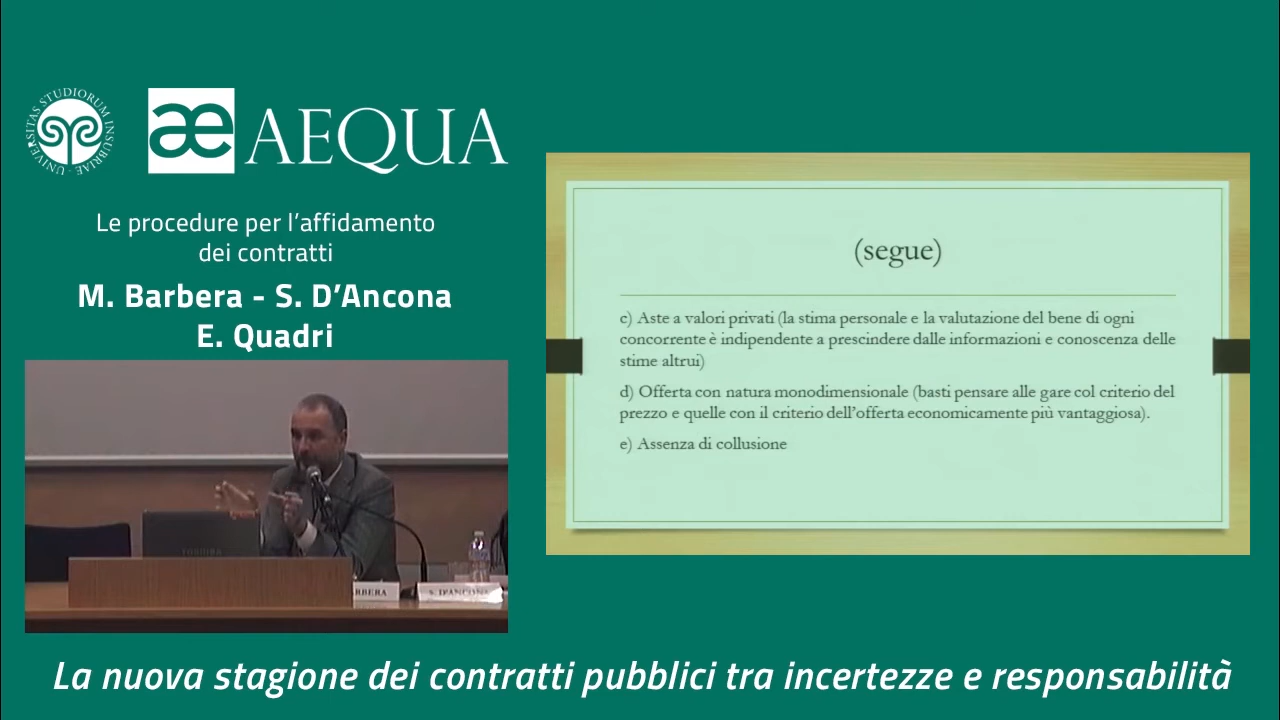 UNIVERSITAS STUDIORUM INSUBRIAE
æ AEQUA
Le procedure per l'affidamento
dei contratti
M. Barbera - S. D'Ancona
E. Quadri
(segue)
c) Aste a valori privati (la stima personale e la valutazione del bene di ogni
concorrente è indipendente a prescindere dalle informazioni e conoscenza delle
stime altrui)
d) Offerta con natura monodimensionale (basti pensare alle gare col criterio del
prezzo e quelle con il criterio dell'offerta economicamente più vantaggiosa).
e) Assenza di collusione
TOSHIBA
RBERA
S. D'ANCONA
La nuova stagione dei contratti pubblici tra incertezze e responsabilità